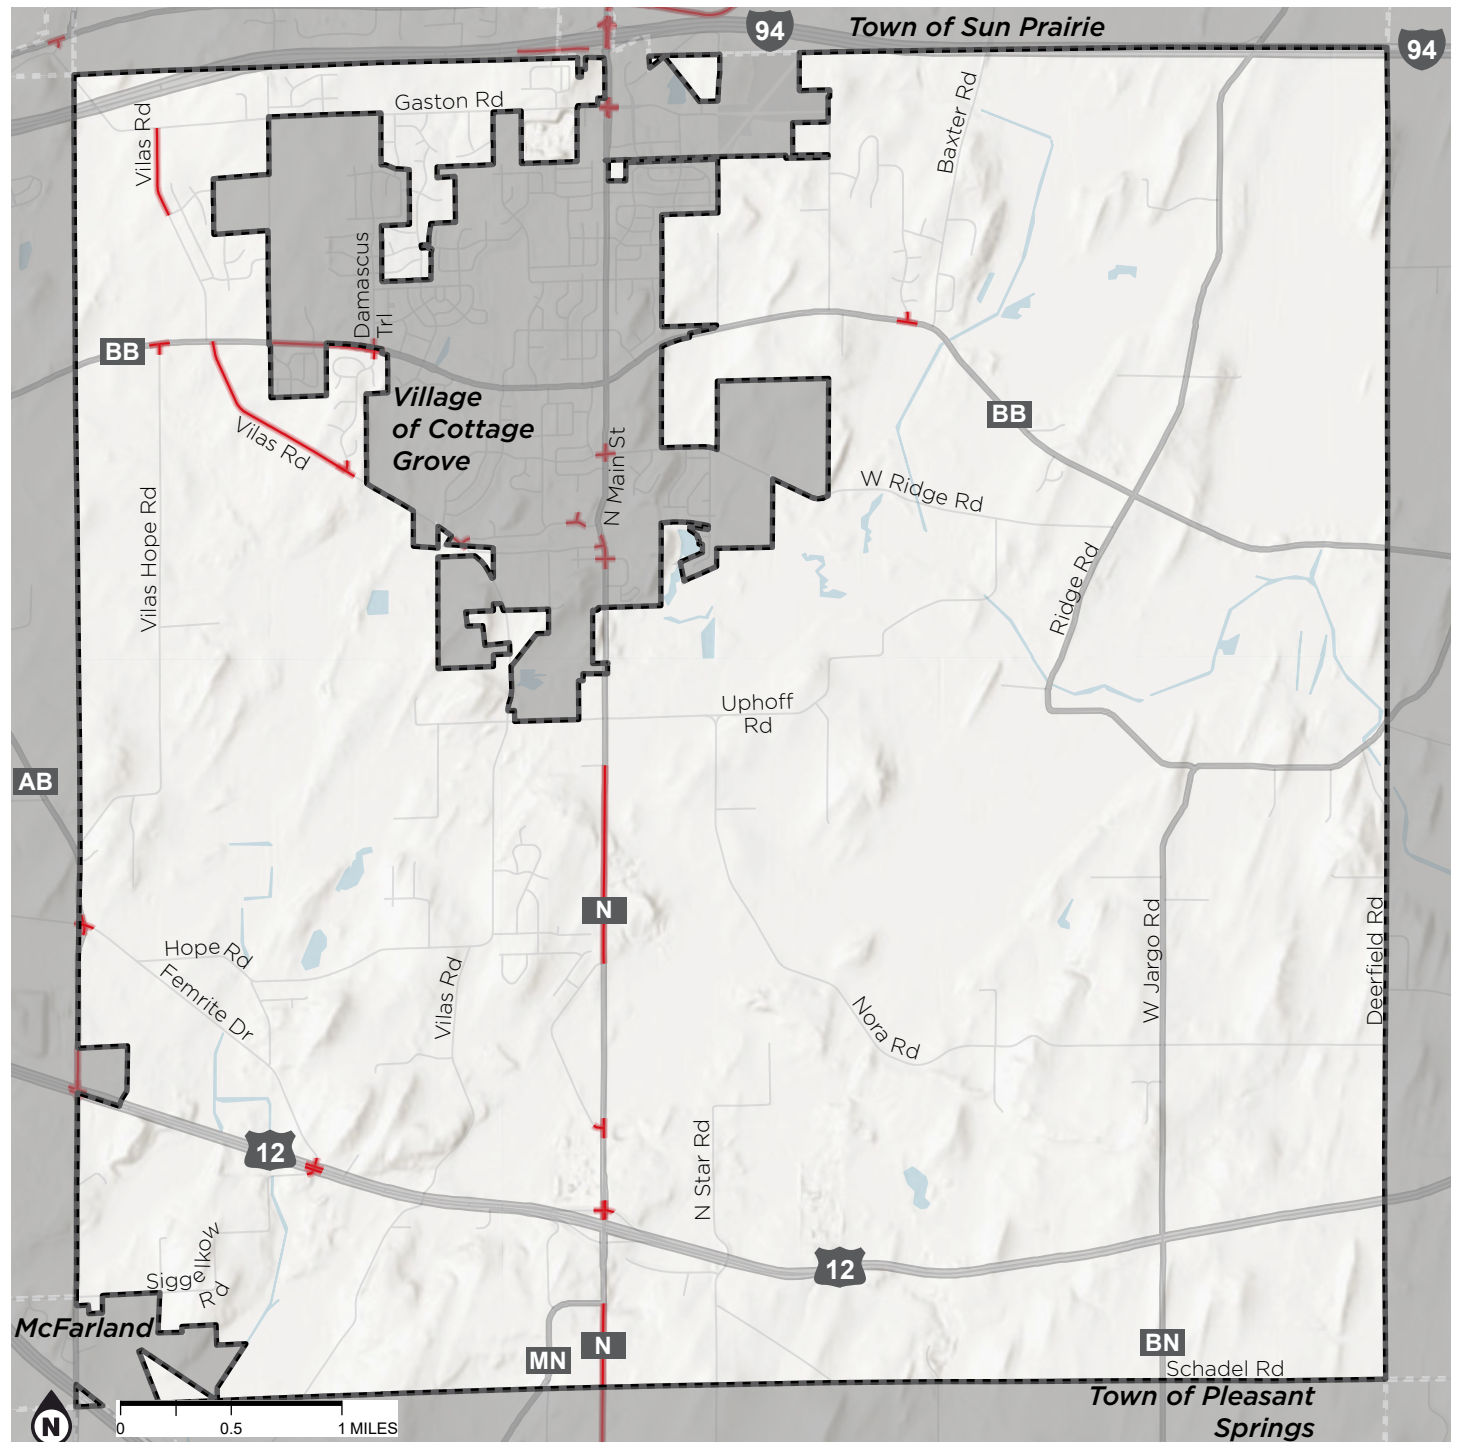 94
Town of Sun Prairie
94
Gaston Rd
Vilas Rd
Baxter Rd
Damascus
Trl
BB
Village
of Cottage
Grove
BB
Vilas Rd
N Main St
W Ridge Rd
Vilas Hope Rd
Ridge Rd
Uphoff
Rd
AB
N
Hope Rd
Femrite Dr
Vilas Rd
W Jargo Rd
Deerfield Rd
Nora Rd
12
N Star Rd
Siggelkow
Rd
12
McFarland
MN
N
BN
Schadel Rd
Town of Pleasant
Springs
N
0 0.5 1 MILES